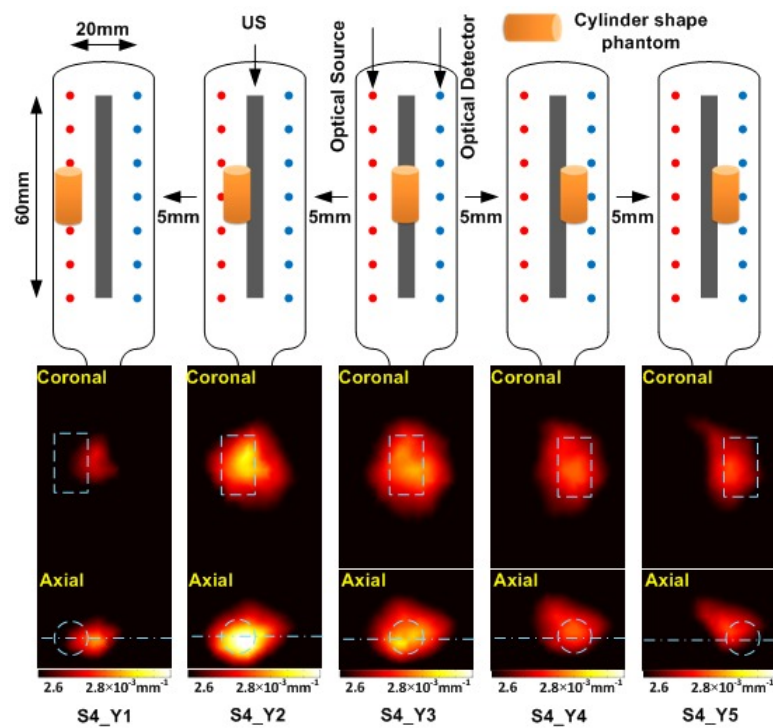 20mm
US
Optical Source
Optical Detector
Cylinder shape
phantom
60mm
5mm
5mm
5mm
5mm
Coronal
Coronal
Coronal
Coronal
Coronal
Axial
Axial
Axial
Axial
Axial
2.6 2.8×10⁻³mm⁻¹
2.6 2.8×10⁻³mm⁻¹
2.6 2.8×10⁻³mm⁻¹
2.6 2.8×10⁻³mm⁻¹
2.6 2.8×10⁻³mm⁻¹
S4_Y1
S4_Y2
S4_Y3
S4_Y4
S4_Y5